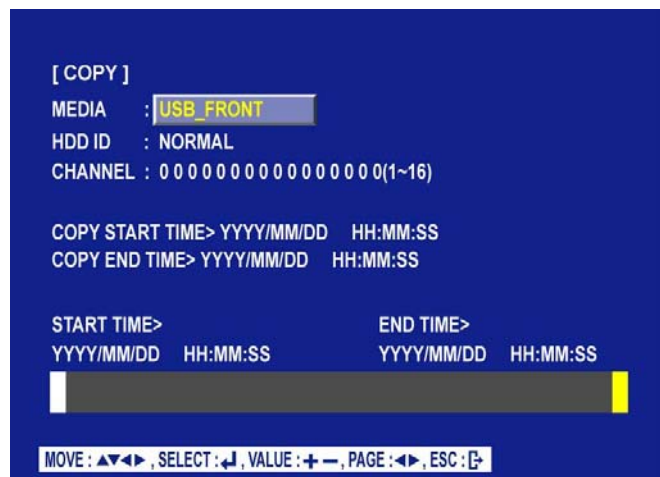 [ COPY ]
MEDIA : USB_FRONT
HDD ID : NORMAL
CHANNEL : 0 0 0 0 0 0 0 0 0 0 0 0 0 0 0 0(1~16)
COPY START TIME> YYYY/MM/DD HH:MM:SS
COPY END TIME> YYYY/MM/DD HH:MM:SS
START TIME> END TIME>
YYYY/MM/DD HH:MM:SS YYYY/MM/DD HH:MM:SS
MOVE : ▲▼◄► , SELECT : ↵ , VALUE : + − , PAGE : ◄► , ESC :